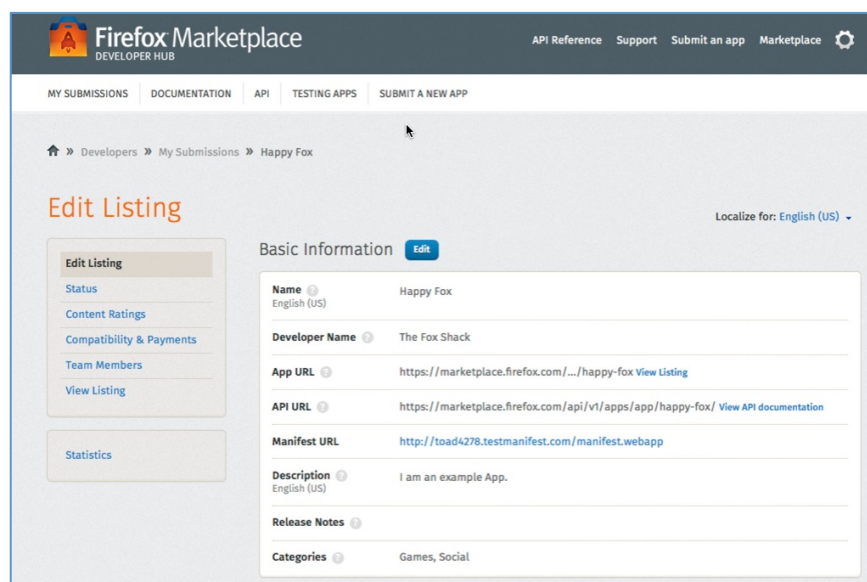 Firefox Marketplace
DEVELOPER HUB
API Reference Support Submit an app Marketplace
MY SUBMISSIONS DOCUMENTATION API TESTING APPS SUBMIT A NEW APP
» Developers » My Submissions » Happy Fox
Edit Listing
Localize for: English (US)
Edit Listing
Status
Content Ratings
Compatibility & Payments
Team Members
View Listing
Statistics
Basic Information Edit
Name ?
English (US)
Happy Fox
Developer Name ? The Fox Shack
App URL ? https://marketplace.firefox.com/.../happy-fox View Listing
API URL ? https://marketplace.firefox.com/api/v1/apps/app/happy-fox/ View API documentation
Manifest URL http://toad4278.testmanifest.com/manifest.webapp
Description ?
English (US)
I am an example App.
Release Notes ?
Categories ? Games, Social